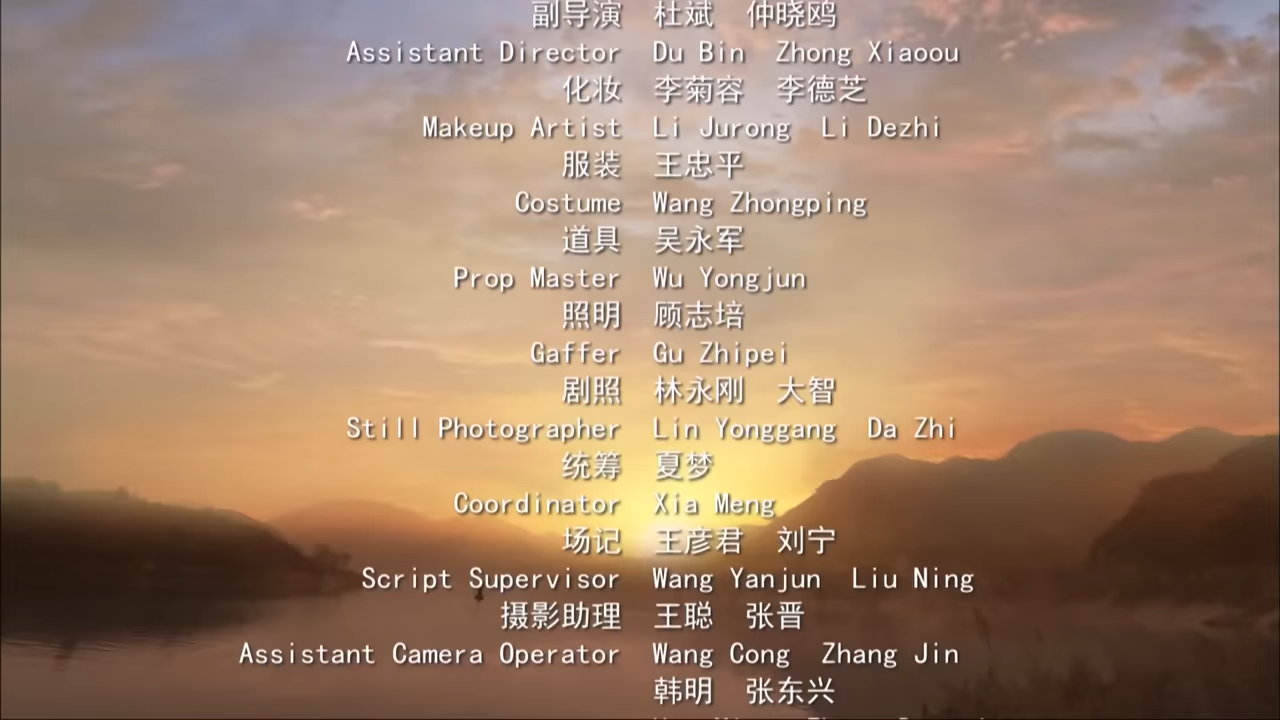 副导演 杜斌 仲晓鸥
Assistant Director Du Bin Zhong Xiaoou
化妆 李菊容 李德芝
Makeup Artist Li Jurong Li Dezhi
服装 王忠平
Costume Wang Zhongping
道具 吴永军
Prop Master Wu Yongjun
照明 顾志培
Gaffer Gu Zhipei
剧照 林永刚 大智
Still Photographer Lin Yonggang Da Zhi
统筹 夏梦
Coordinator Xia Meng
场记 王彦君 刘宁
Script Supervisor Wang Yanjun Liu Ning
摄影助理 王聪 张晋
Assistant Camera Operator Wang Cong Zhang Jin
韩明 张东兴